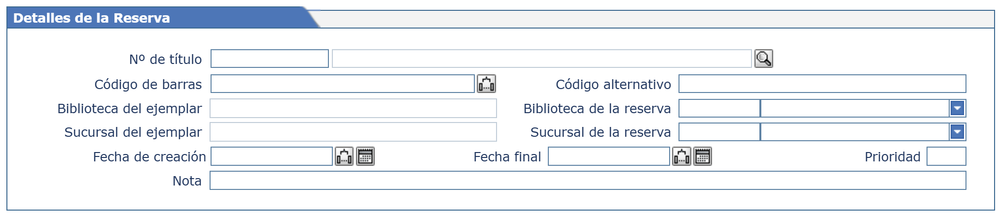 Detalles de la Reserva
Nº de título
Código de barras Código alternativo
Biblioteca del ejemplar Biblioteca de la reserva
Sucursal del ejemplar Sucursal de la reserva
Fecha de creación Fecha final Prioridad
Nota